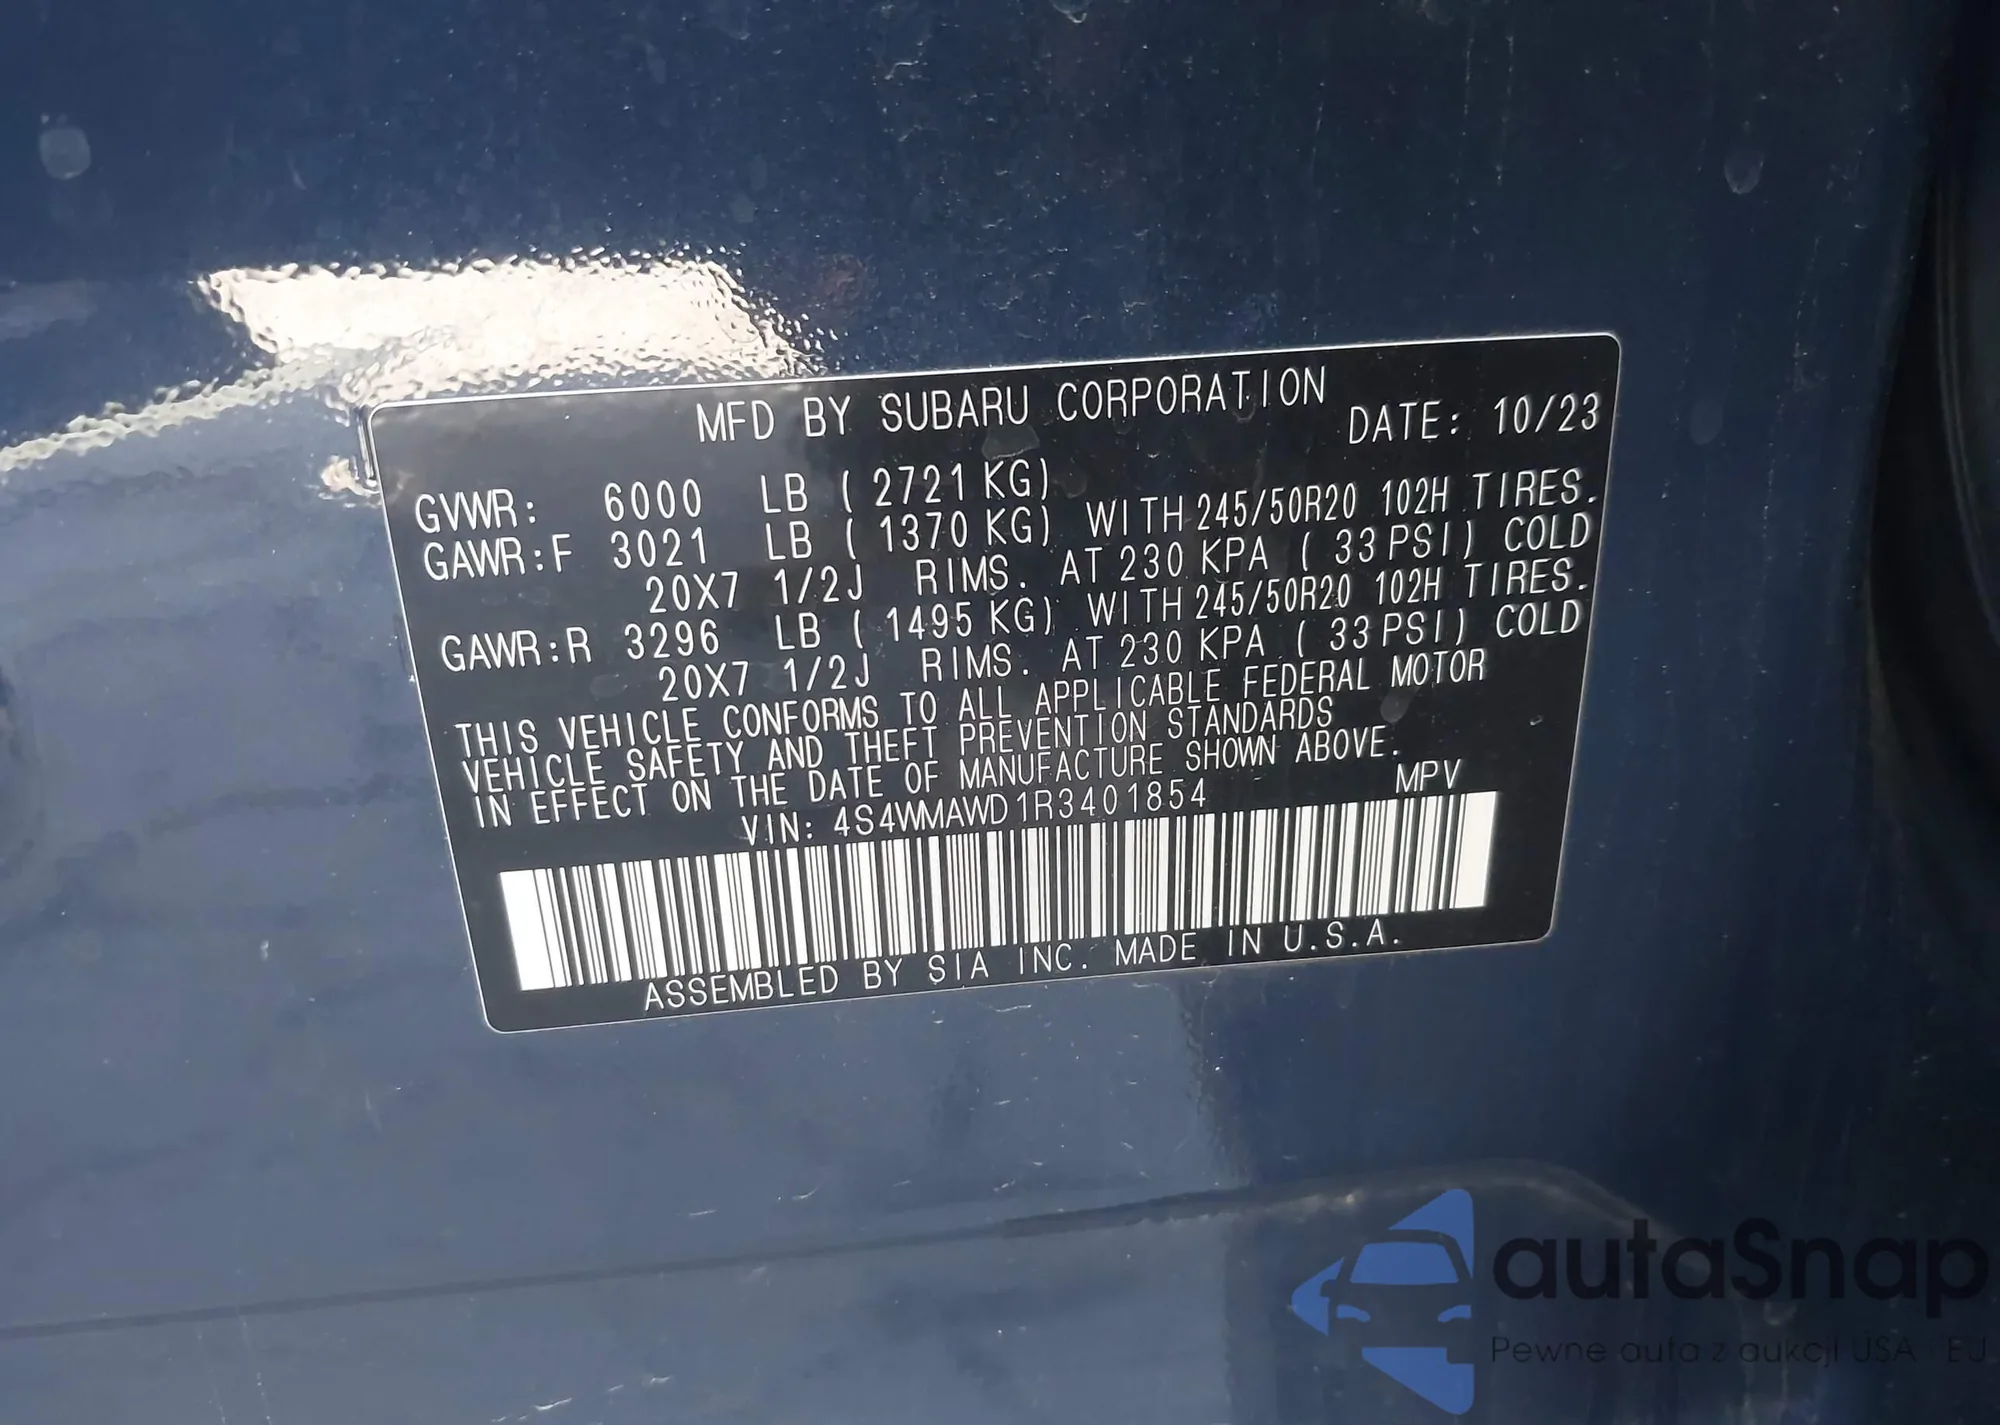 MFD BY SUBARU CORPORATION DATE: 10/23
GVWR: 6000 LB ( 2721 KG)
GAWR:F 3021 LB ( 1370 KG) WITH 245/50R20 102H TIRES.
20X7 1/2J RIMS. AT 230 KPA ( 33 PSI) COLD
GAWR:R 3296 LB ( 1495 KG) WITH 245/50R20 102H TIRES.
20X7 1/2J RIMS. AT 230 KPA ( 33 PSI) COLD
THIS VEHICLE CONFORMS TO ALL APPLICABLE FEDERAL MOTOR
VEHICLE SAFETY AND THEFT PREVENTION STANDARDS
IN EFFECT ON THE DATE OF MANUFACTURE SHOWN ABOVE.
VIN: 4S4WMAWD1R3401854 MPV
ASSEMBLED BY SIA INC. MADE IN U.S.A.
autaSnap
Pewne auta z aukcji USA i EU